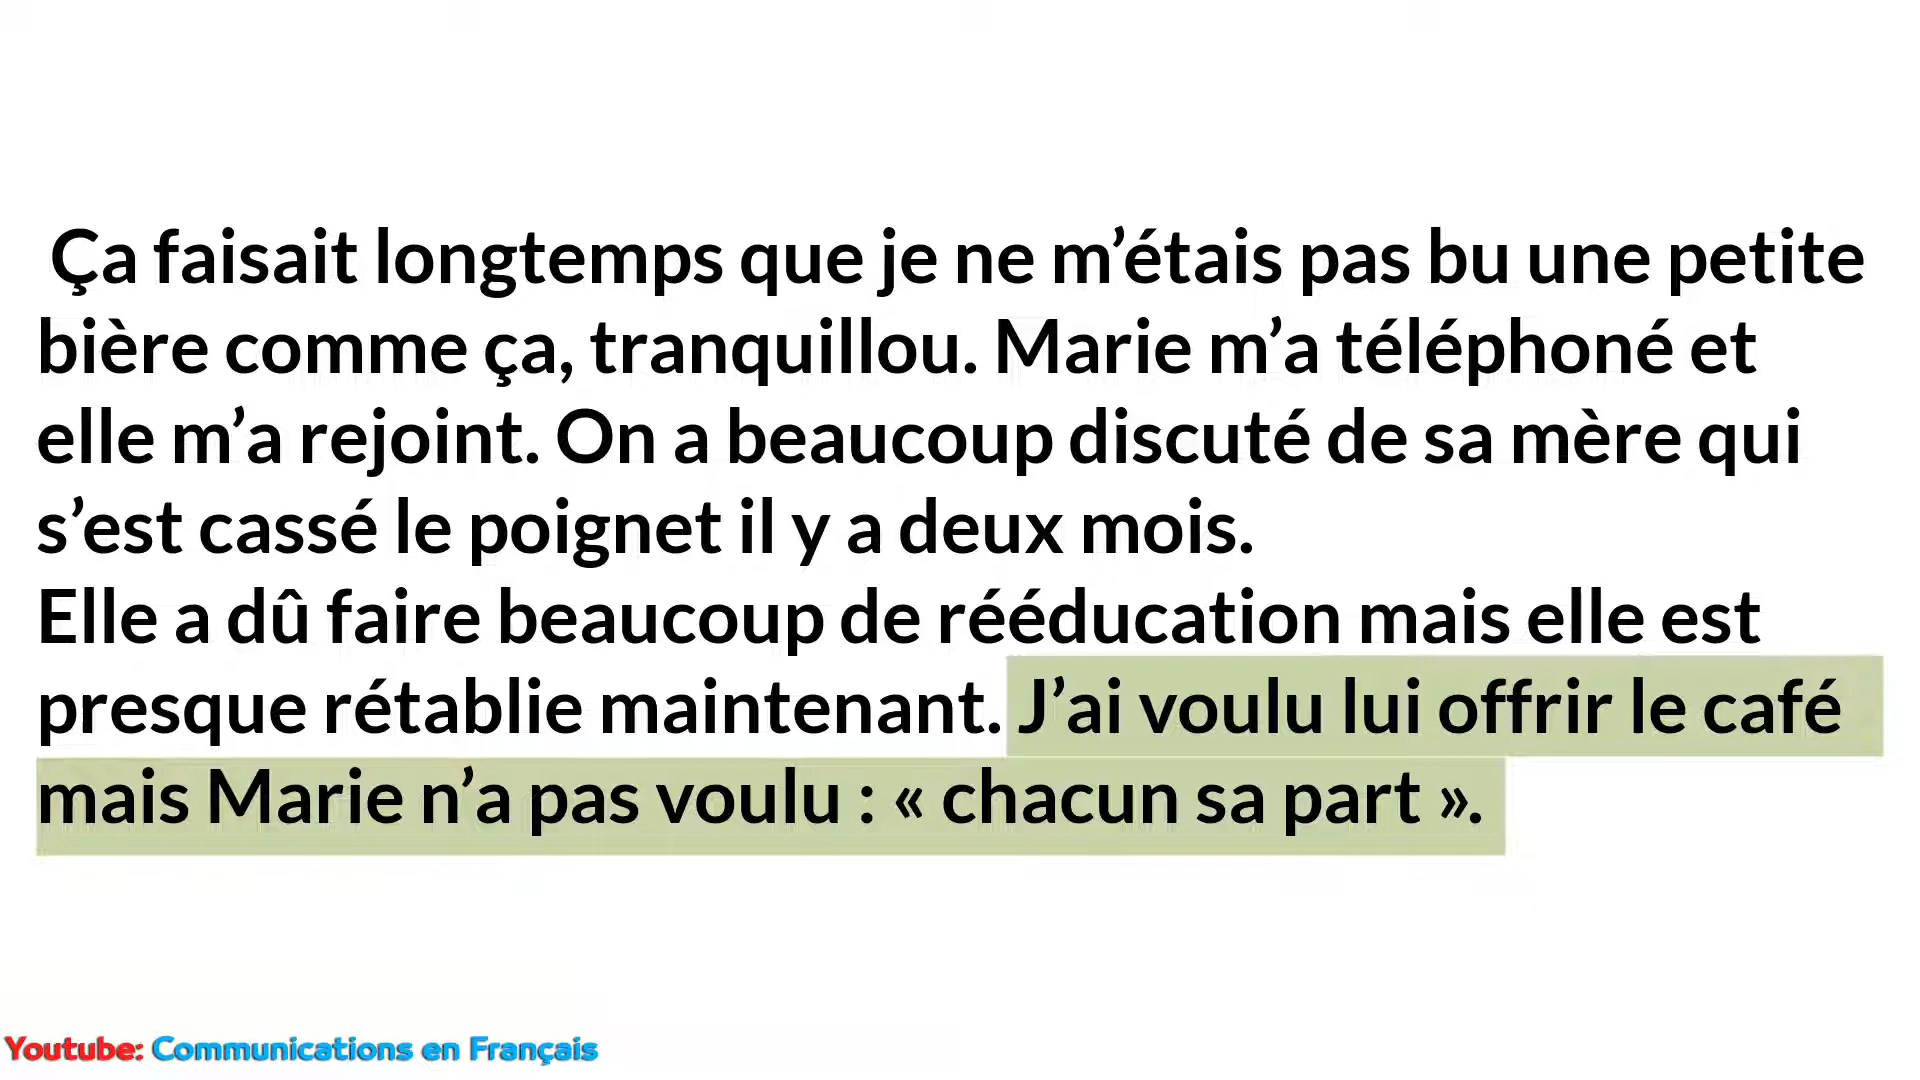 Ça faisait longtemps que je ne m’étais pas bu une petite
bière comme ça, tranquillou. Marie m’a téléphoné et
elle m’a rejoint. On a beaucoup discuté de sa mère qui
s’est cassé le poignet il y a deux mois.
Elle a dû faire beaucoup de rééducation mais elle est
presque rétablie maintenant. J’ai voulu lui offrir le café
mais Marie n’a pas voulu : « chacun sa part ».
Youtube: Communications en Français